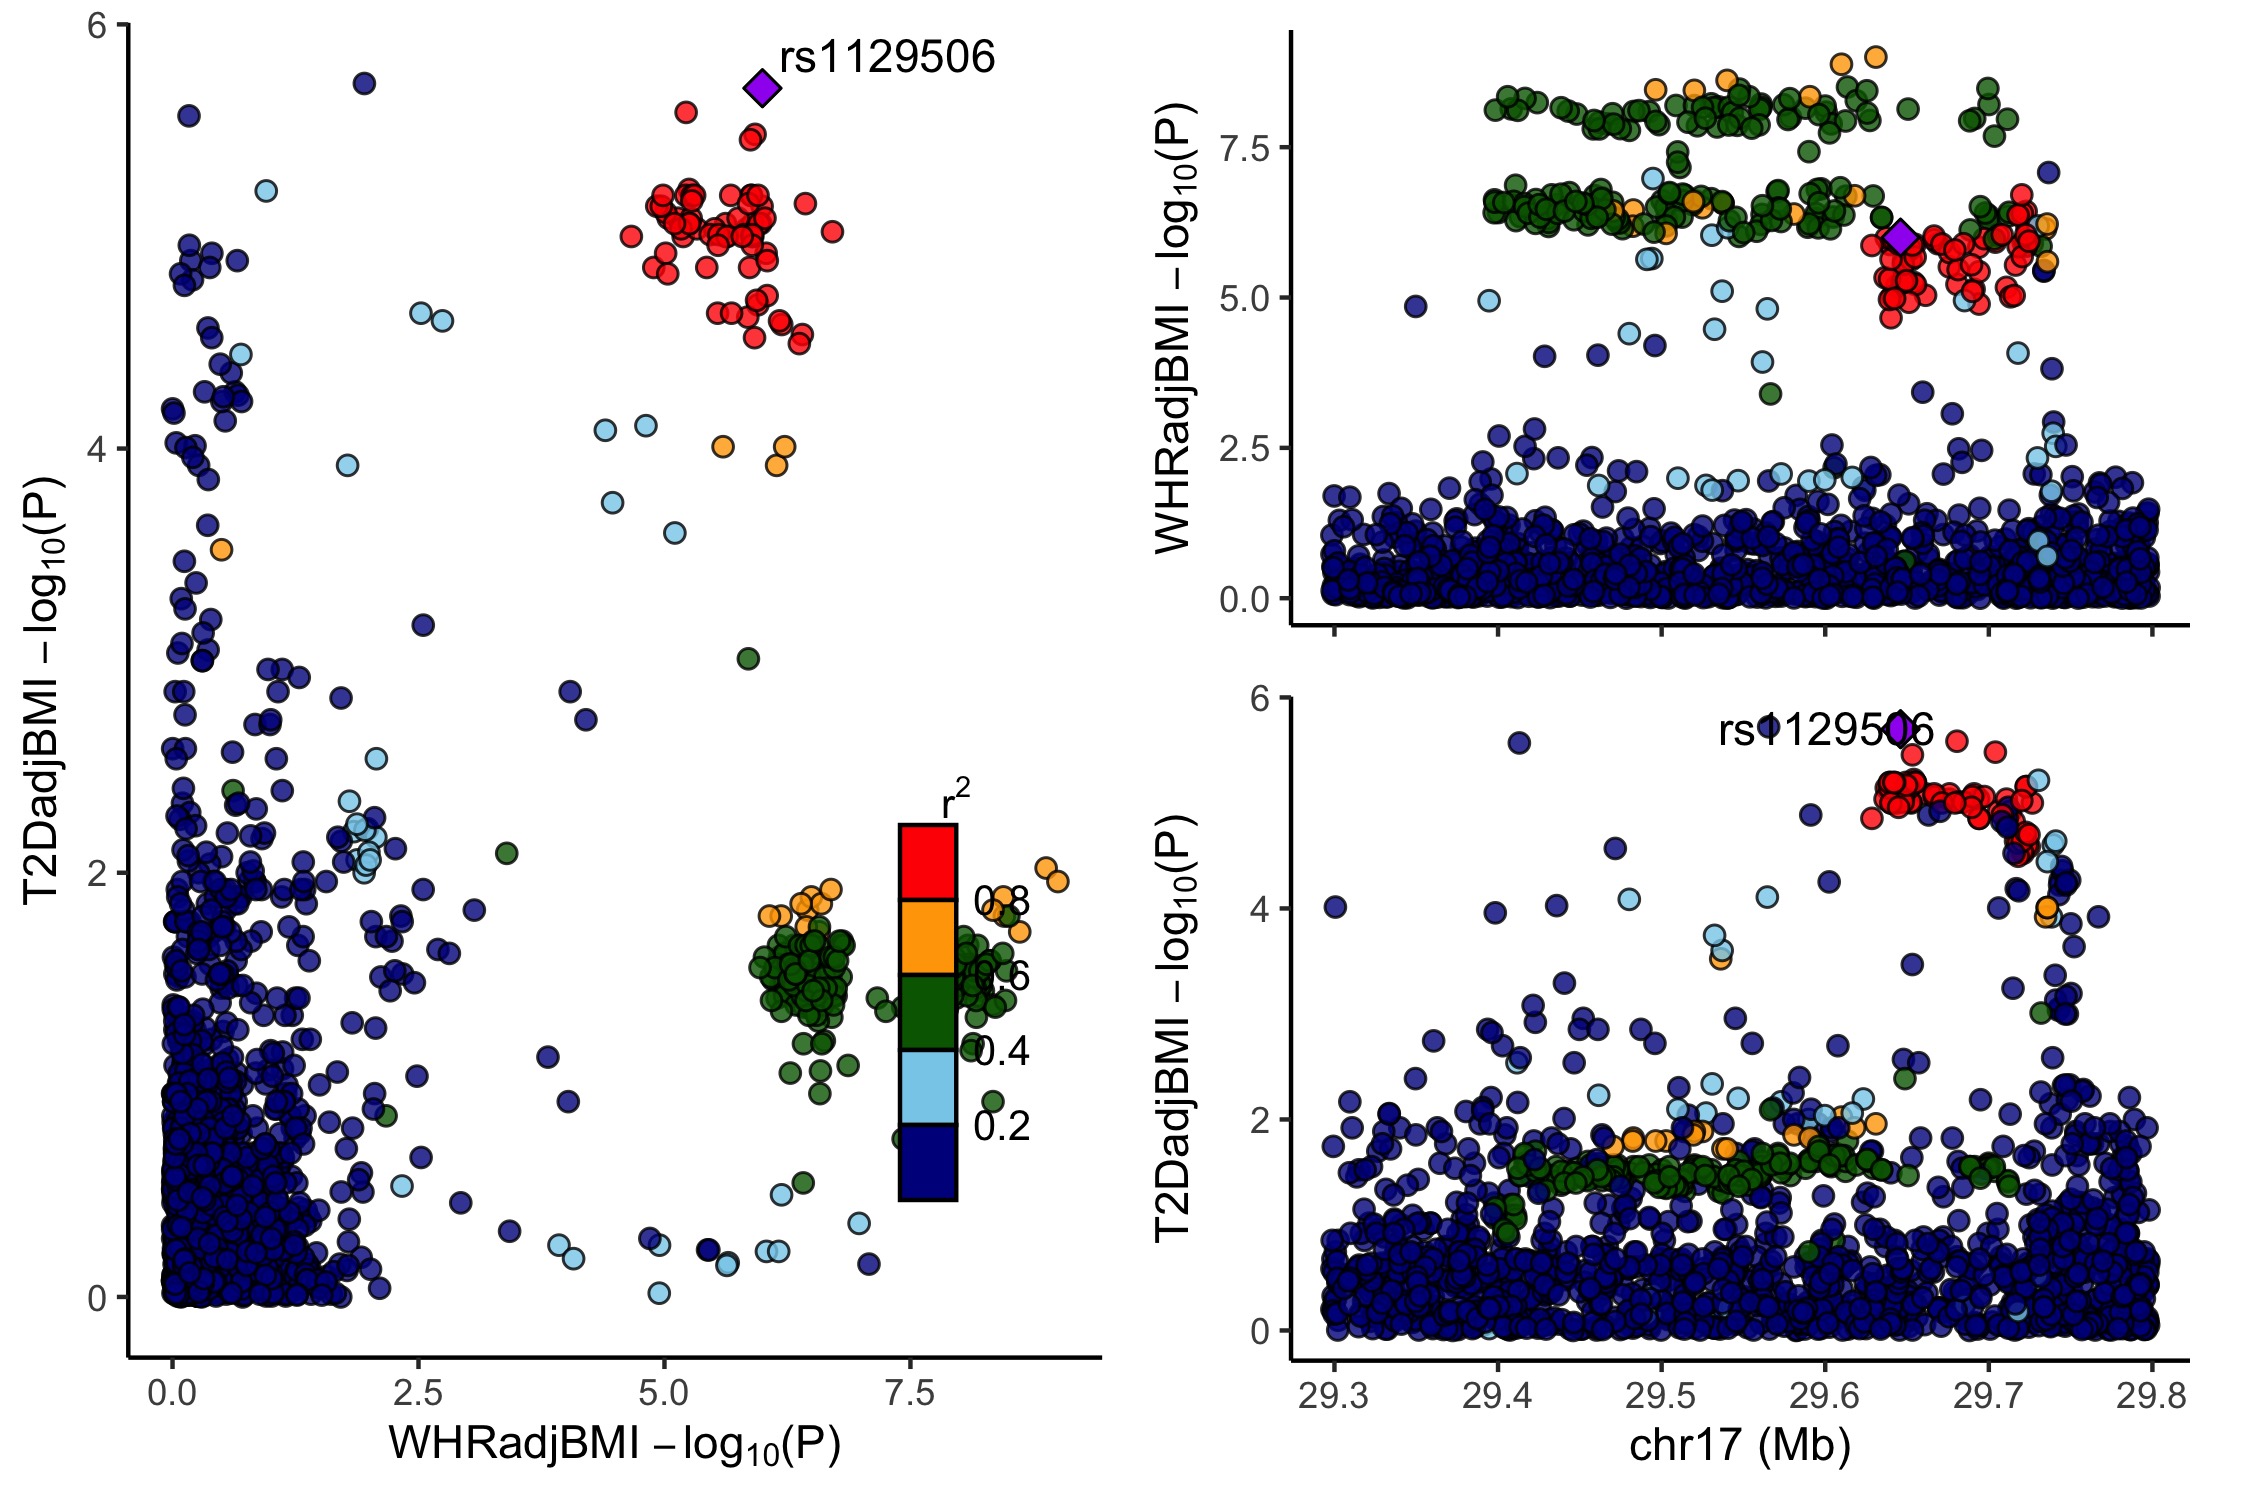 6
4
2
0
T2DadjBMI −log10(P)
rs1129506
r2
0.8
0.6
0.4
0.2
0.0 2.5 5.0 7.5
WHRadjBMI −log10(P)
7.5
5.0
2.5
0.0
WHRadjBMI −log10(P)
6
4
2
0
T2DadjBMI −log10(P)
rs1129506
29.3 29.4 29.5 29.6 29.7 29.8
chr17 (Mb)